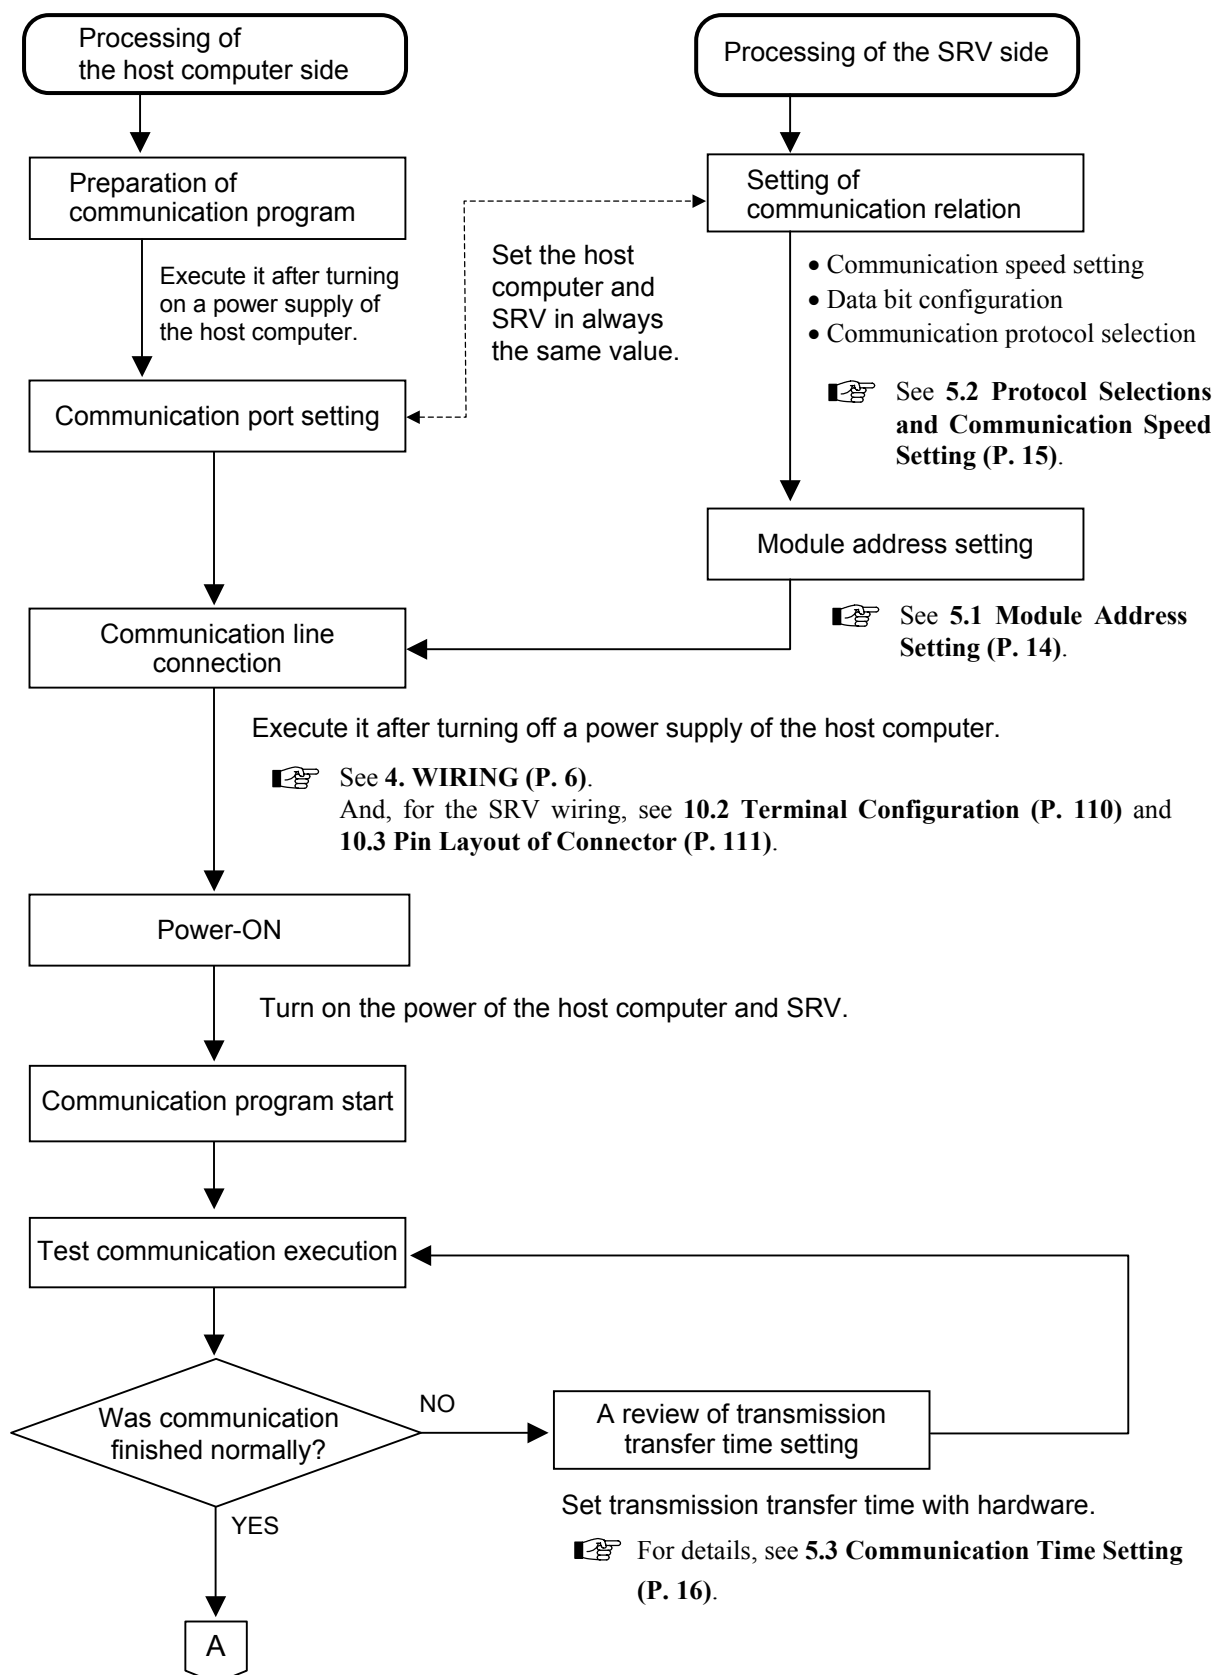 Processing of
the host computer side
Processing of the SRV side
Preparation of
communication program
Setting of
communication relation
Execute it after turning
on a power supply of
the host computer.
Set the host
computer and
SRV in always
the same value.
• Communication speed setting
• Data bit configuration
• Communication protocol selection
See 5.2 Protocol Selections
and Communication Speed
Setting (P. 15).
Communication port setting
Module address setting
See 5.1 Module Address
Setting (P. 14).
Communication line
connection
Execute it after turning off a power supply of the host computer.
See 4. WIRING (P. 6).
And, for the SRV wiring, see 10.2 Terminal Configuration (P. 110) and
10.3 Pin Layout of Connector (P. 111).
Power-ON
Turn on the power of the host computer and SRV.
Communication program start
Test communication execution
Was communication
finished normally?
NO
A review of transmission
transfer time setting
YES
Set transmission transfer time with hardware.
For details, see 5.3 Communication Time Setting
(P. 16).
A